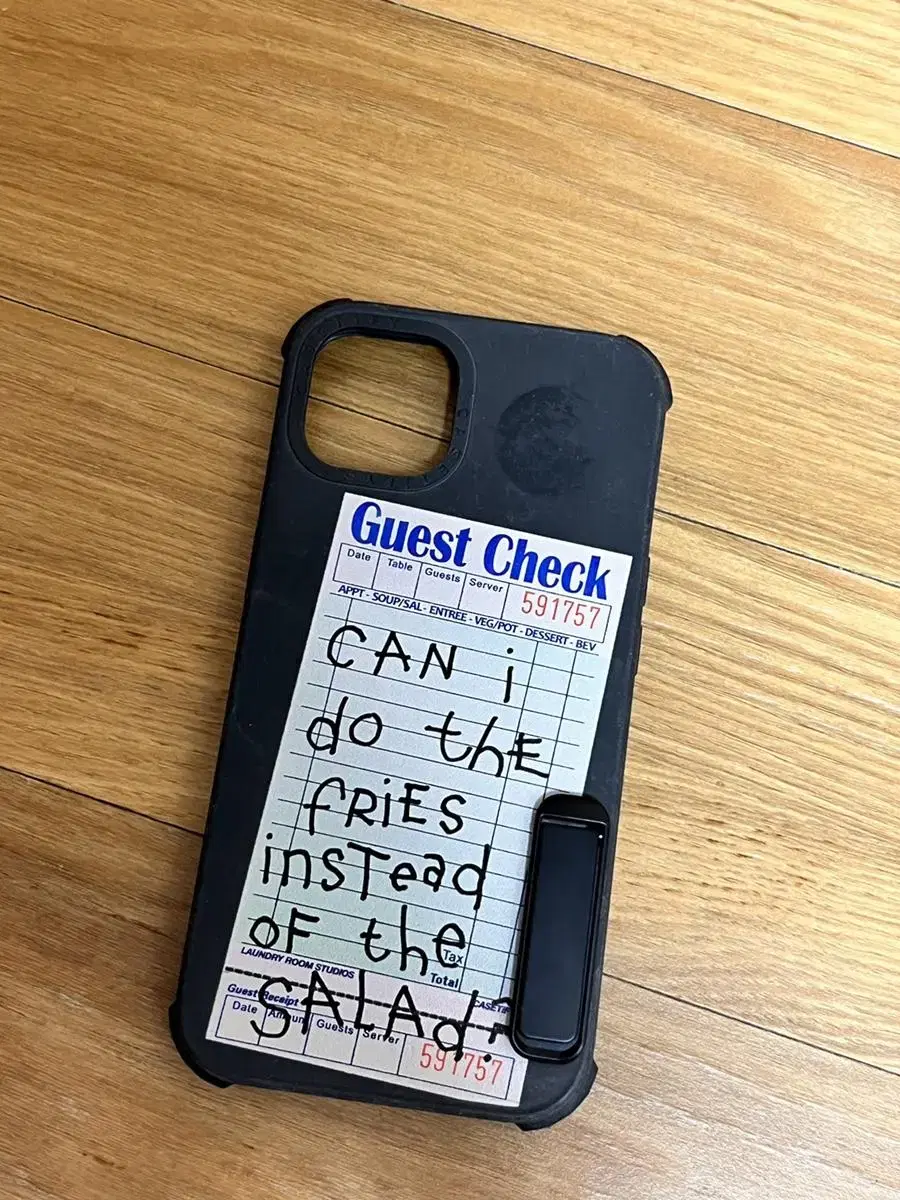 Guest Check
Date Table Guests Server 591757
APPT - SOUP/SAL - ENTREE - VEG/POT - DESSERT - BEV
CAN i
do thE
fRiES
insTead
oF the
Tax
LAUNDRY ROOM STUDIOS Total
SALAd?
Guest Receipt
Date Guests Server 591757